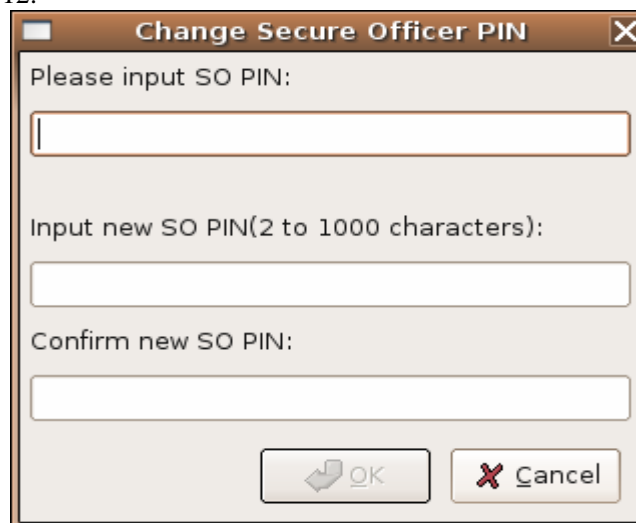 12.
Change Secure Officer PIN
Please input SO PIN:
Input new SO PIN(2 to 1000 characters):
Confirm new SO PIN:
OK Cancel